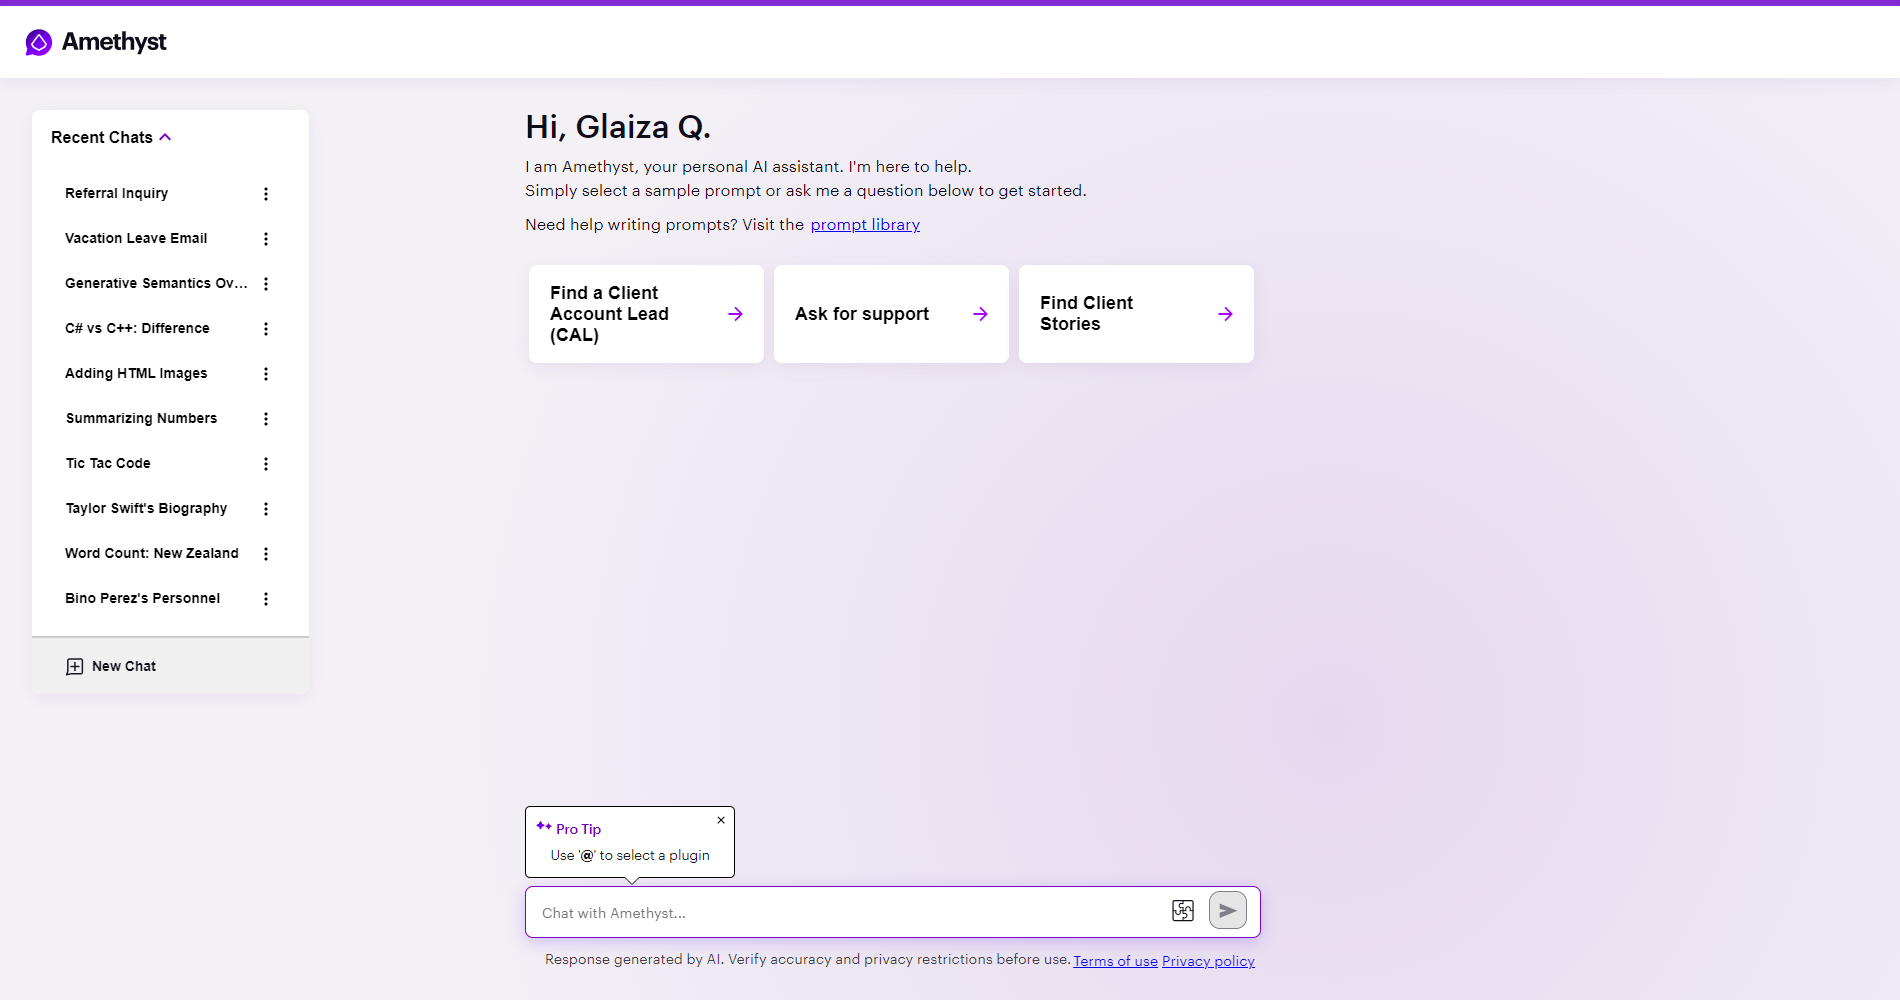 Amethyst
Recent Chats
Referral Inquiry
Vacation Leave Email
Generative Semantics Ov...
C# vs C++: Difference
Adding HTML Images
Summarizing Numbers
Tic Tac Code
Taylor Swift's Biography
Word Count: New Zealand
Bino Perez's Personnel
New Chat
Hi, Glaiza Q.
I am Amethyst, your personal AI assistant. I'm here to help.
Simply select a sample prompt or ask me a question below to get started.
Need help writing prompts? Visit the prompt library
Find a Client
Account Lead
(CAL)
Ask for support
Find Client
Stories
Pro Tip
Use '@' to select a plugin
Chat with Amethyst...
Response generated by AI. Verify accuracy and privacy restrictions before use. Terms of use Privacy policy